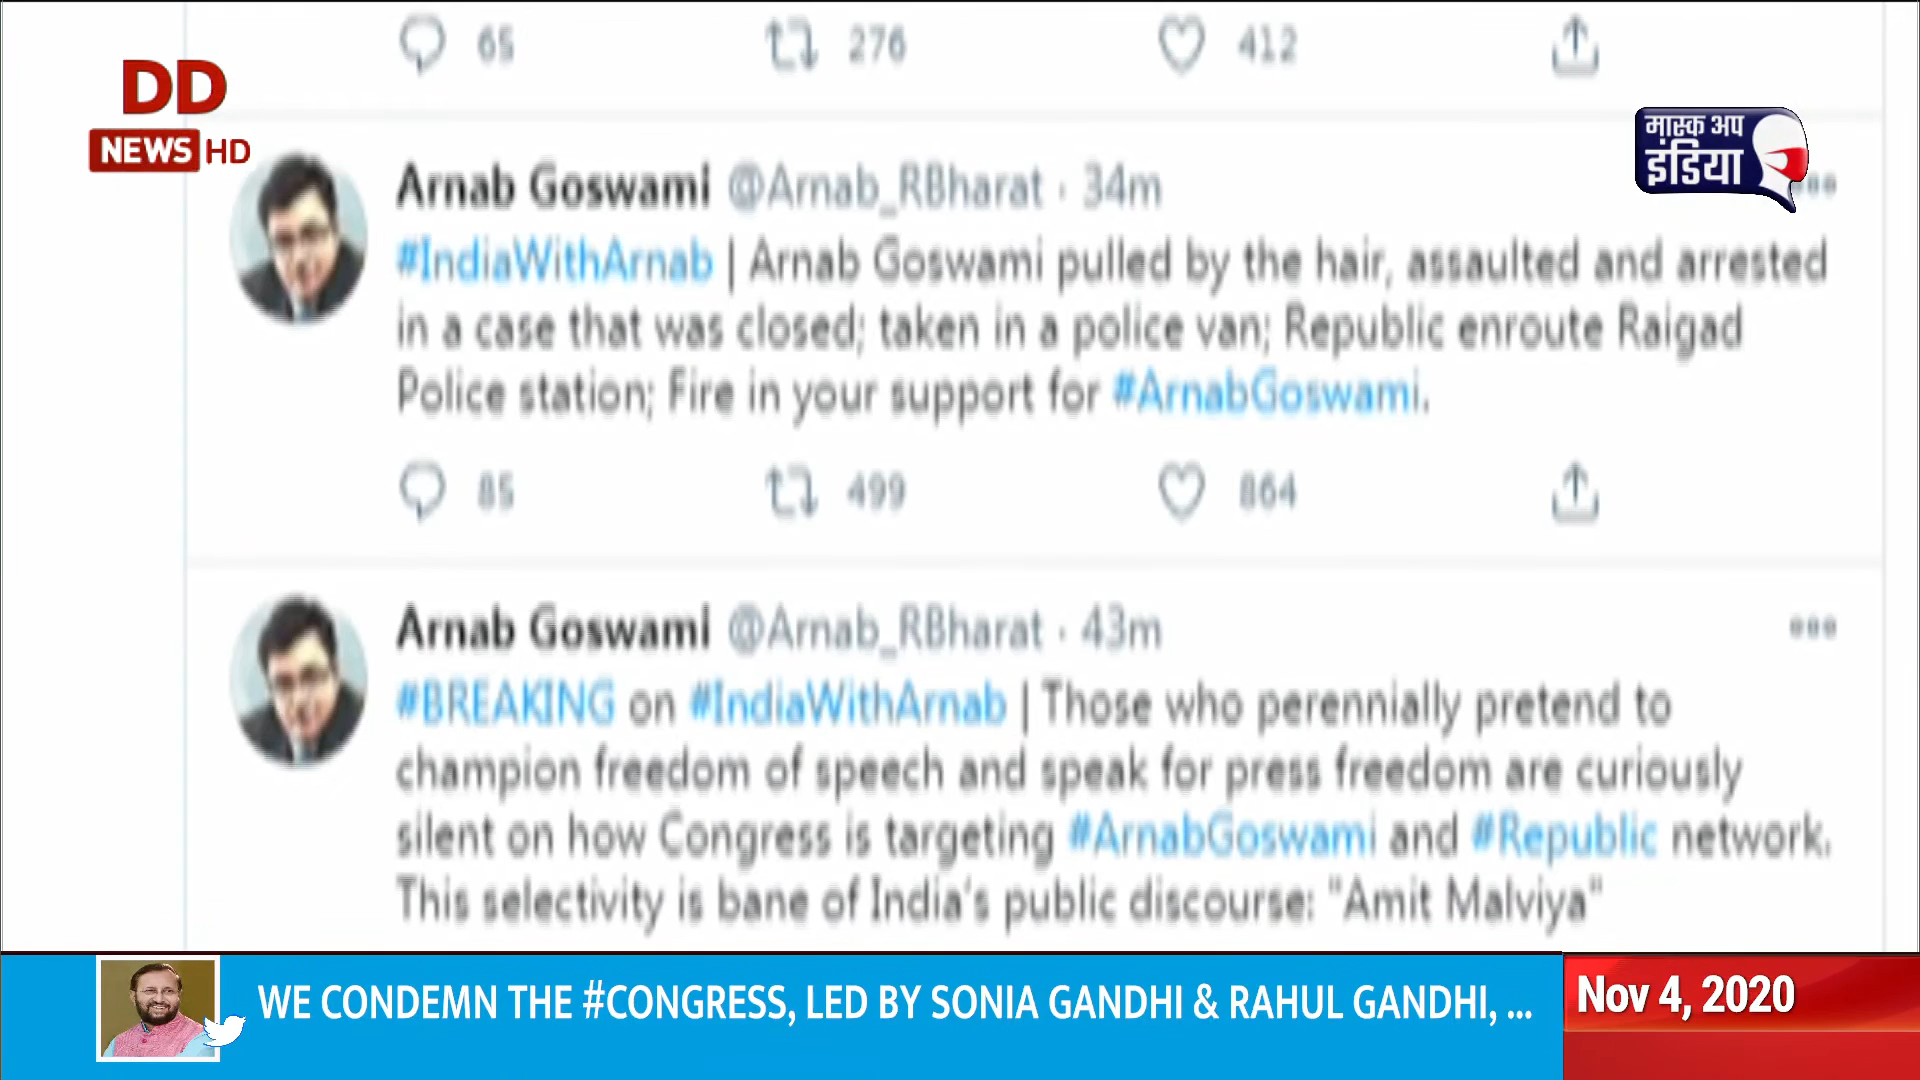 65 276 412
DD
NEWS HD
मास्क अप
इंडिया
Arnab Goswami @Arnab_RBharat · 34m
#IndiaWithArnab | Arnab Goswami pulled by the hair, assaulted and arrested
in a case that was closed; taken in a police van; Republic enroute Raigad
Police station; Fire in your support for #ArnabGoswami.
85 499 864
Arnab Goswami @Arnab_RBharat · 43m
#BREAKING on #IndiaWithArnab | Those who perennially pretend to
champion freedom of speech and speak for press freedom are curiously
silent on how Congress is targeting #ArnabGoswami and #Republic network.
This selectivity is bane of India's public discourse: "Amit Malviya"
WE CONDEMN THE #CONGRESS, LED BY SONIA GANDHI & RAHUL GANDHI, ...
Nov 4, 2020